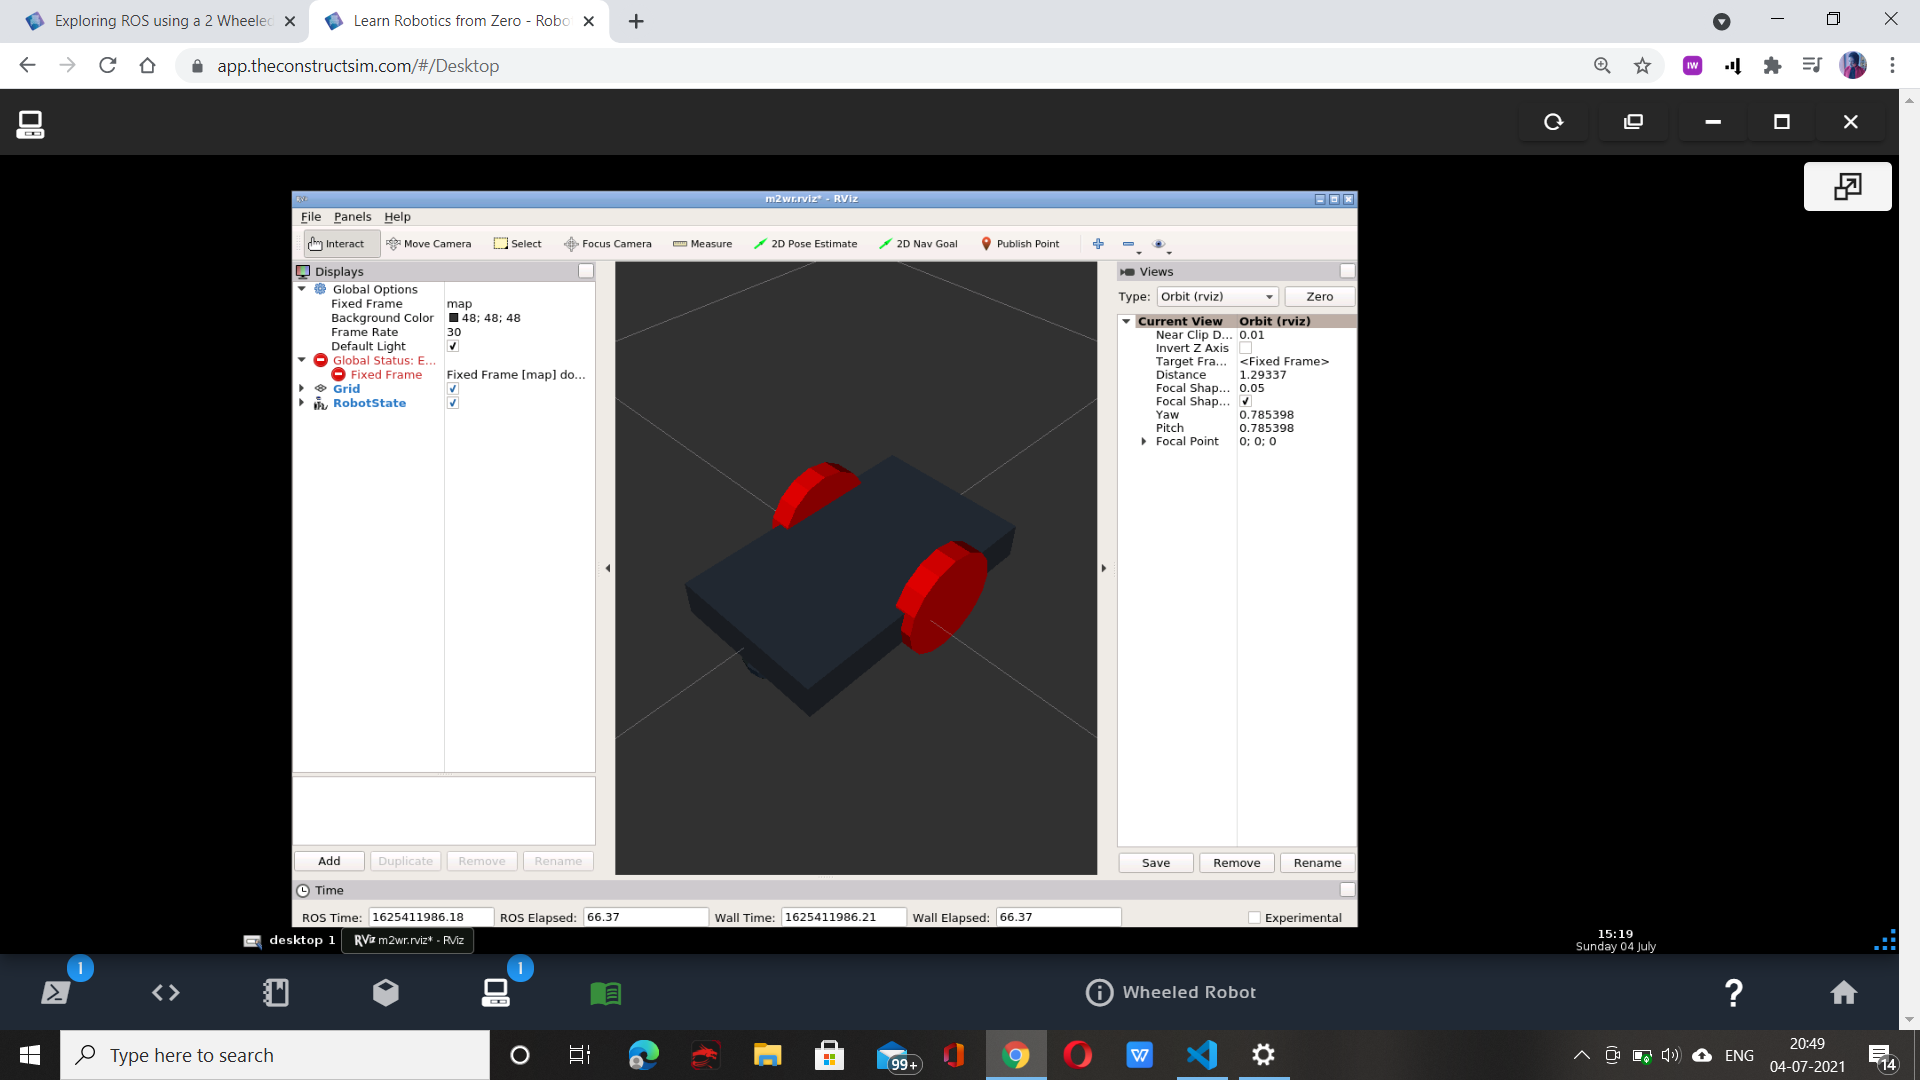 Exploring ROS using a 2 Wheeled
Learn Robotics from Zero - Robo
app.theconstructsim.com/#/Desktop
IW
m2wr.rviz* - RViz
File Panels Help
Interact Move Camera Select Focus Camera Measure 2D Pose Estimate 2D Nav Goal Publish Point
Displays
Global Options
Fixed Frame map
Background Color 48; 48; 48
Frame Rate 30
Default Light
Global Status: E...
Fixed Frame Fixed Frame [map] do...
Grid
RobotState
Add Duplicate Remove Rename
Views
Type: Orbit (rviz) Zero
Current View Orbit (rviz)
Near Clip D... 0.01
Invert Z Axis
Target Fra... <Fixed Frame>
Distance 1.29337
Focal Shap... 0.05
Focal Shap...
Yaw 0.785398
Pitch 0.785398
Focal Point 0; 0; 0
Save Remove Rename
Time
ROS Time: 1625411986.18 ROS Elapsed: 66.37 Wall Time: 1625411986.21 Wall Elapsed: 66.37 Experimental
desktop 1 RViz m2wr.rviz* - RViz
15:19
Sunday 04 July
1
1
Wheeled Robot
Type here to search
99+
ENG
20:49
04-07-2021
14